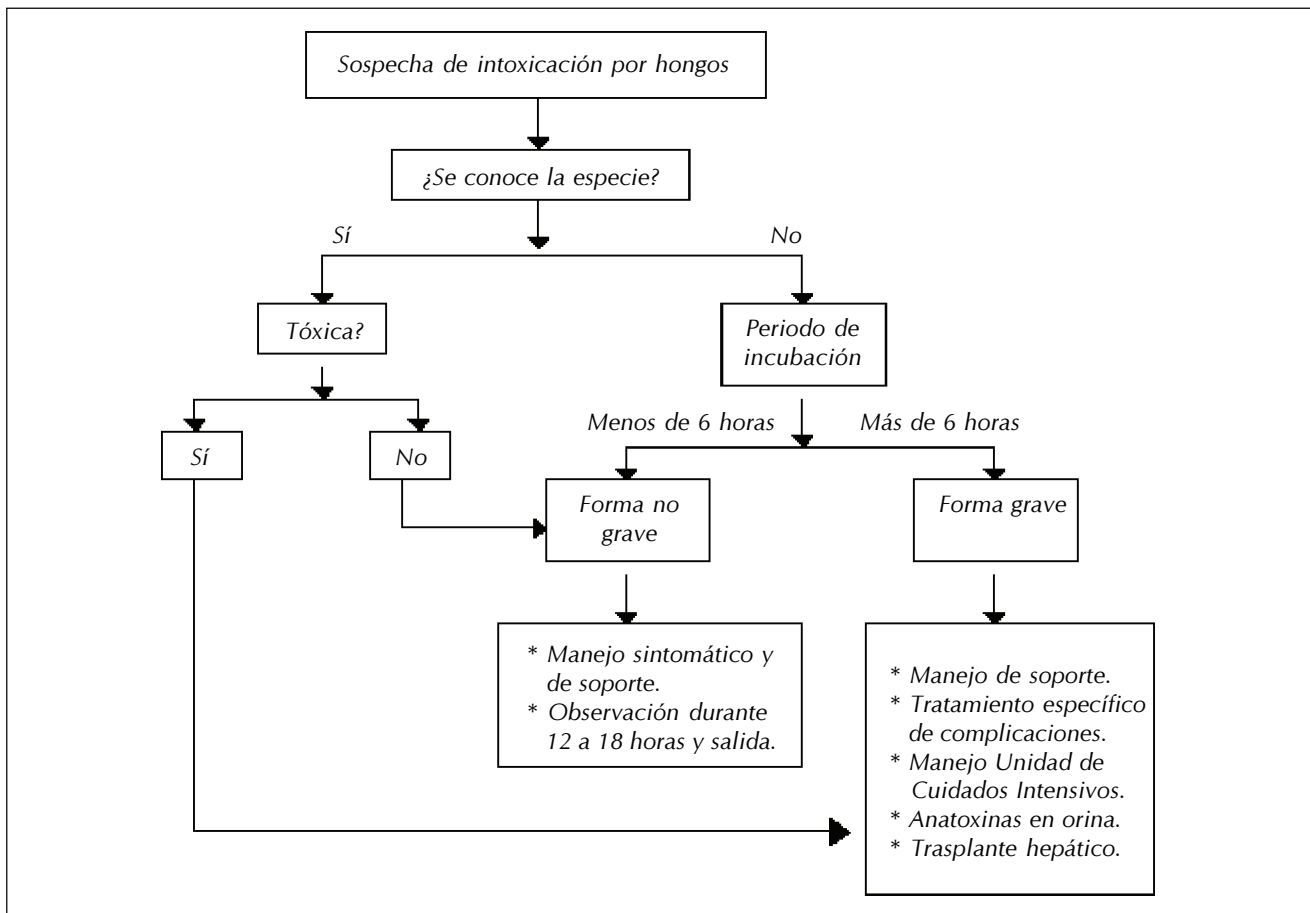 Sospecha de intoxicación por hongos
¿Se conoce la especie?
Sí
No
Tóxica?
Periodo de
incubación
Menos de 6 horas
Más de 6 horas
Sí
No
Forma no
grave
Forma grave
* Manejo sintomático y
de soporte.
* Observación durante
12 a 18 horas y salida.
* Manejo de soporte.
* Tratamiento específico
de complicaciones.
* Manejo Unidad de
Cuidados Intensivos.
* Anatoxinas en orina.
* Trasplante hepático.